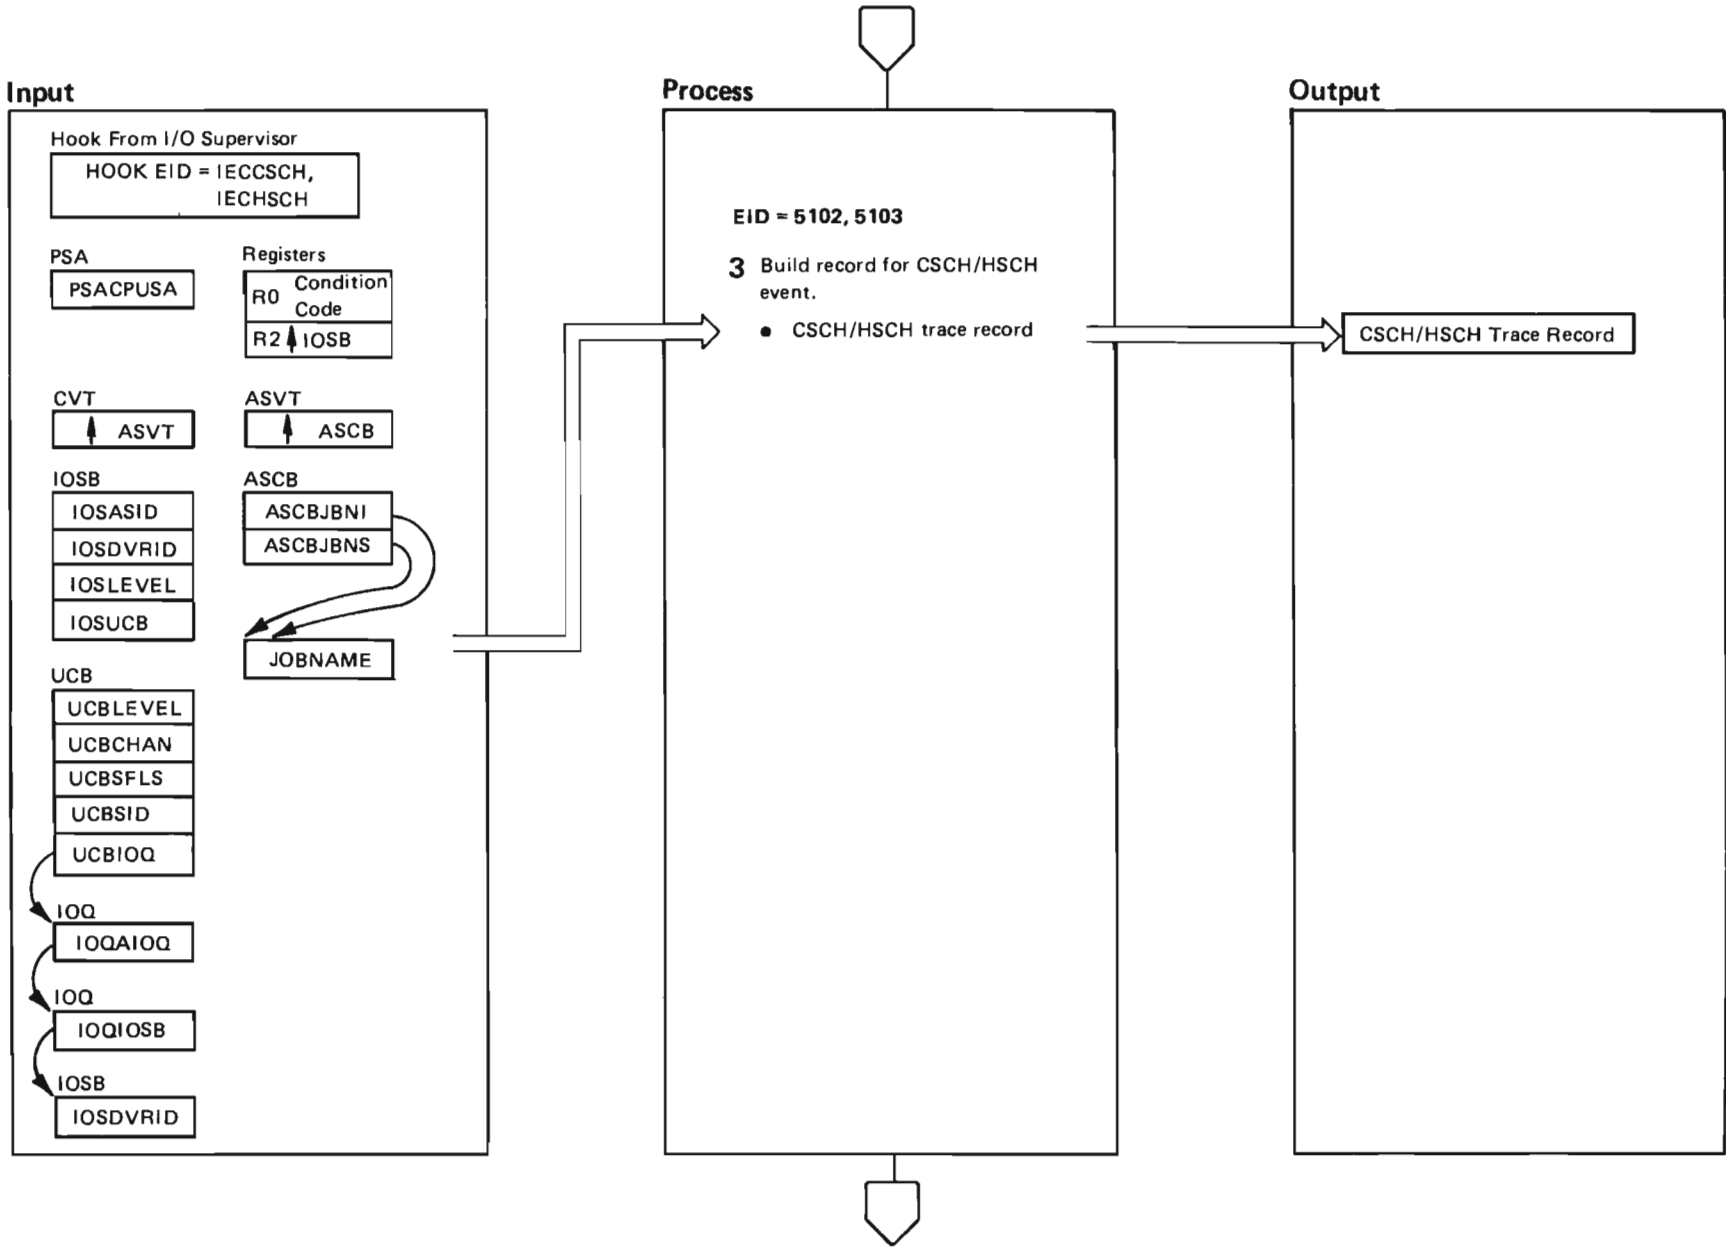 Input
Hook From I/O Supervisor
HOOK EID = IECCSCH,
IECHSCH
PSA
PSACPUSA
Registers
R0 Condition
Code
R2 IOSB
CVT
ASVT
ASVT
ASCB
IOSB
IOSASID
IOSDVRID
IOSLEVEL
IOSUCB
ASCB
ASCBJBNI
ASCBJBNS
JOBNAME
UCB
UCBLEVEL
UCBCHAN
UCBSFLS
UCBSID
UCBIOQ
IOQ
IOQAIOQ
IOQ
IOQIOSB
IOSB
IOSDVRID
Process
EID = 5102, 5103
3 Build record for CSCH/HSCH
event.
• CSCH/HSCH trace record
Output
CSCH/HSCH Trace Record